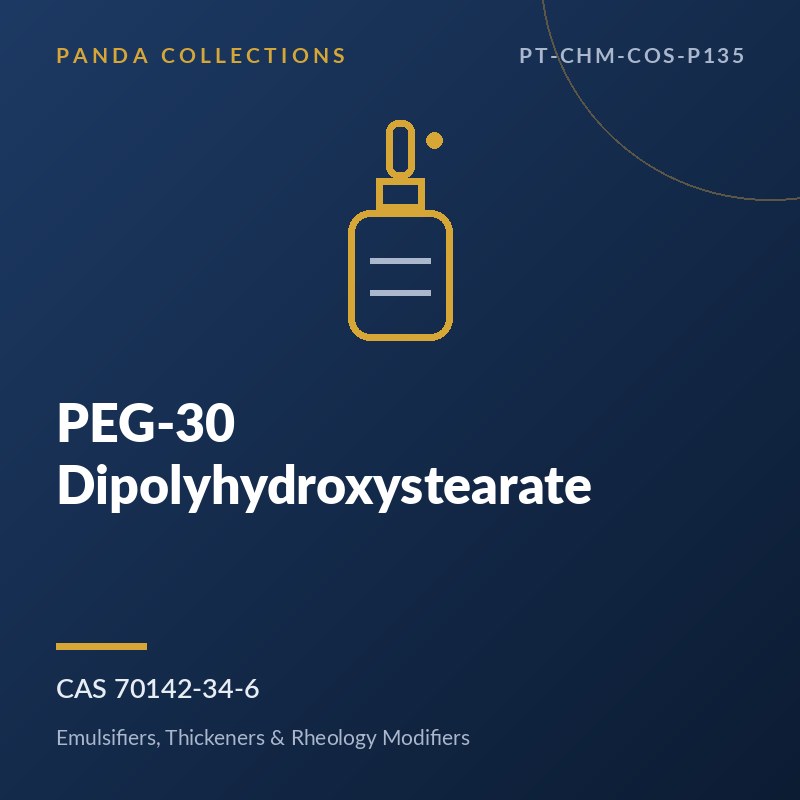 PANDA COLLECTIONS
PT-CHM-COS-P135
PEG-30
Dipolyhydroxystearate
CAS 70142-34-6
Emulsifiers, Thickeners & Rheology Modifiers